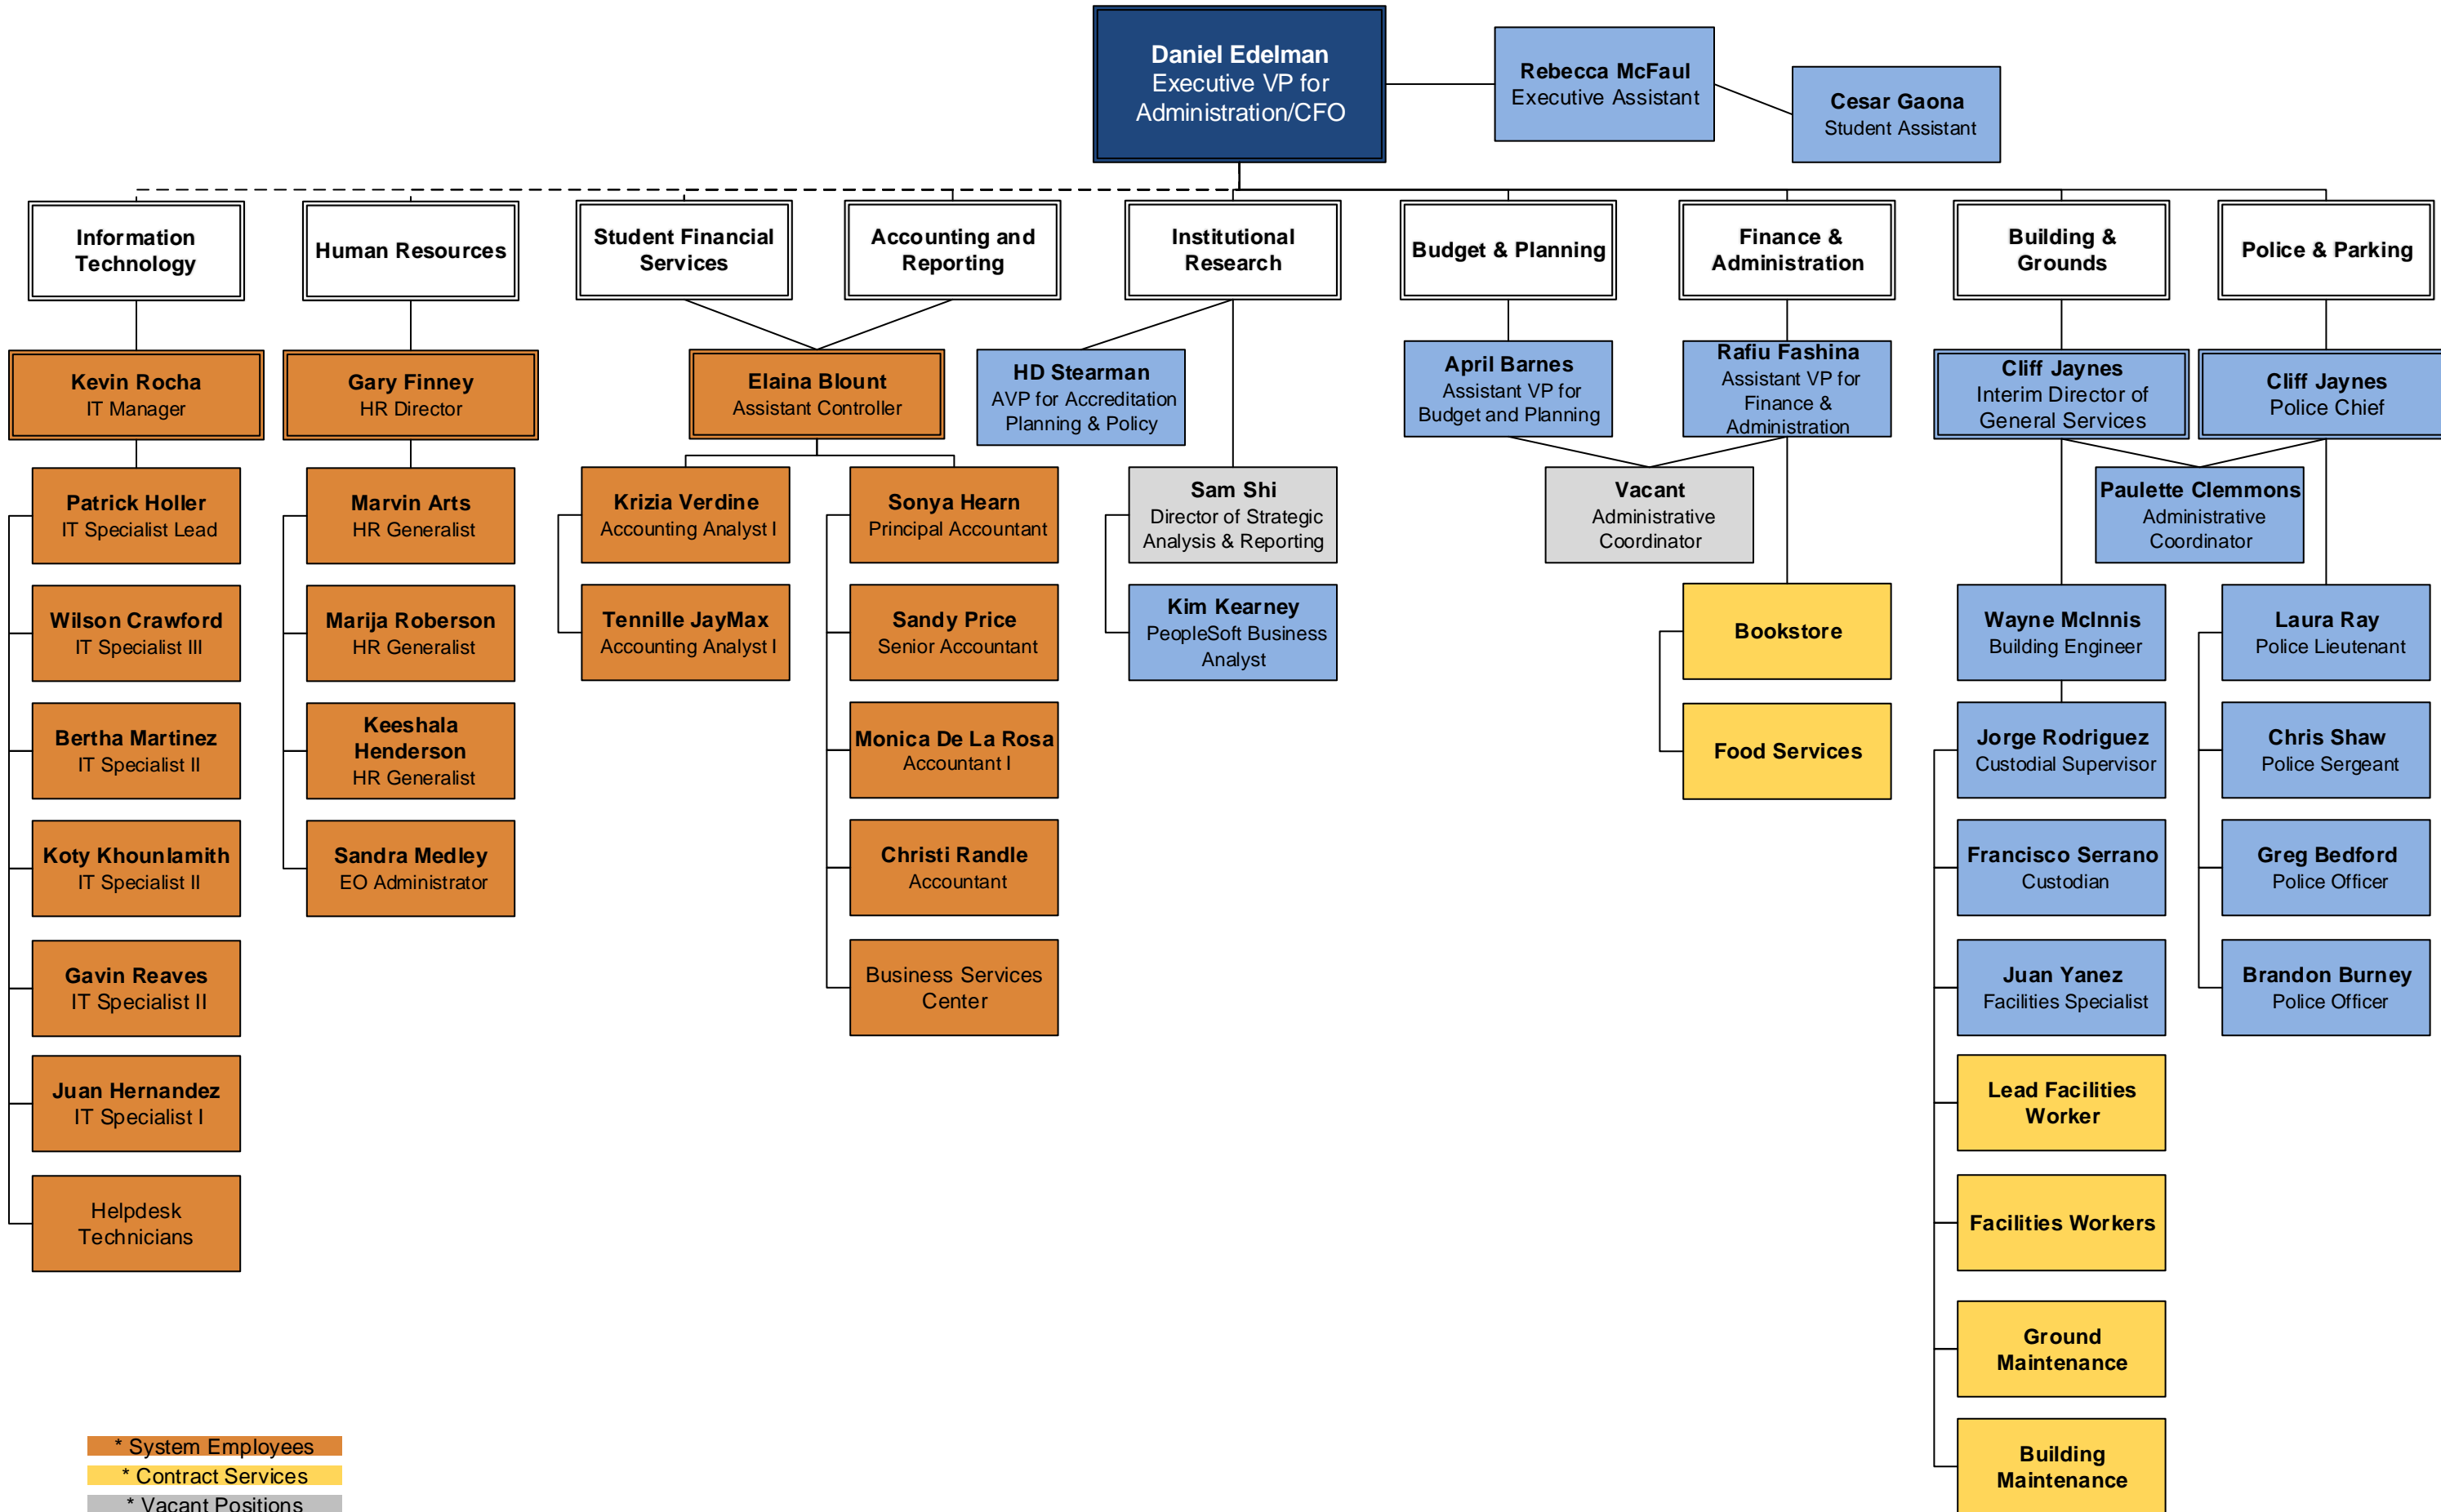 Daniel Edelman
Executive VP for
Administration/CFO
Rebecca McFaul
Executive Assistant
Cesar Gaona
Student Assistant
Information
Technology
Human Resources
Student Financial
Services
Accounting and
Reporting
Institutional
Research
Budget & Planning
Finance &
Administration
Building &
Grounds
Police & Parking
Kevin Rocha
IT Manager
Gary Finney
HR Director
Elaina Blount
Assistant Controller
HD Stearman
AVP for Accreditation
Planning & Policy
April Barnes
Assistant VP for
Budget and Planning
Rafiu Fashina
Assistant VP for
Finance &
Administration
Cliff Jaynes
Interim Director of
General Services
Cliff Jaynes
Police Chief
Patrick Holler
IT Specialist Lead
Marvin Arts
HR Generalist
Krizia Verdine
Accounting Analyst I
Sonya Hearn
Principal Accountant
Sam Shi
Director of Strategic
Analysis & Reporting
Vacant
Administrative
Coordinator
Paulette Clemmons
Administrative
Coordinator
Wilson Crawford
IT Specialist III
Marija Roberson
HR Generalist
Tennille JayMax
Accounting Analyst I
Sandy Price
Senior Accountant
Kim Kearney
PeopleSoft Business
Analyst
Bookstore
Wayne McInnis
Building Engineer
Laura Ray
Police Lieutenant
Bertha Martinez
IT Specialist II
Keeshala
Henderson
HR Generalist
Monica De La Rosa
Accountant I
Food Services
Jorge Rodriguez
Custodial Supervisor
Chris Shaw
Police Sergeant
Koty Khounlamith
IT Specialist II
Sandra Medley
EO Administrator
Christi Randle
Accountant
Francisco Serrano
Custodian
Greg Bedford
Police Officer
Gavin Reaves
IT Specialist II
Business Services
Center
Juan Yanez
Facilities Specialist
Brandon Burney
Police Officer
Juan Hernandez
IT Specialist I
Lead Facilities
Worker
Helpdesk
Technicians
Facilities Workers
Ground
Maintenance
Building
Maintenance
* System Employees
* Contract Services
* Vacant Positions